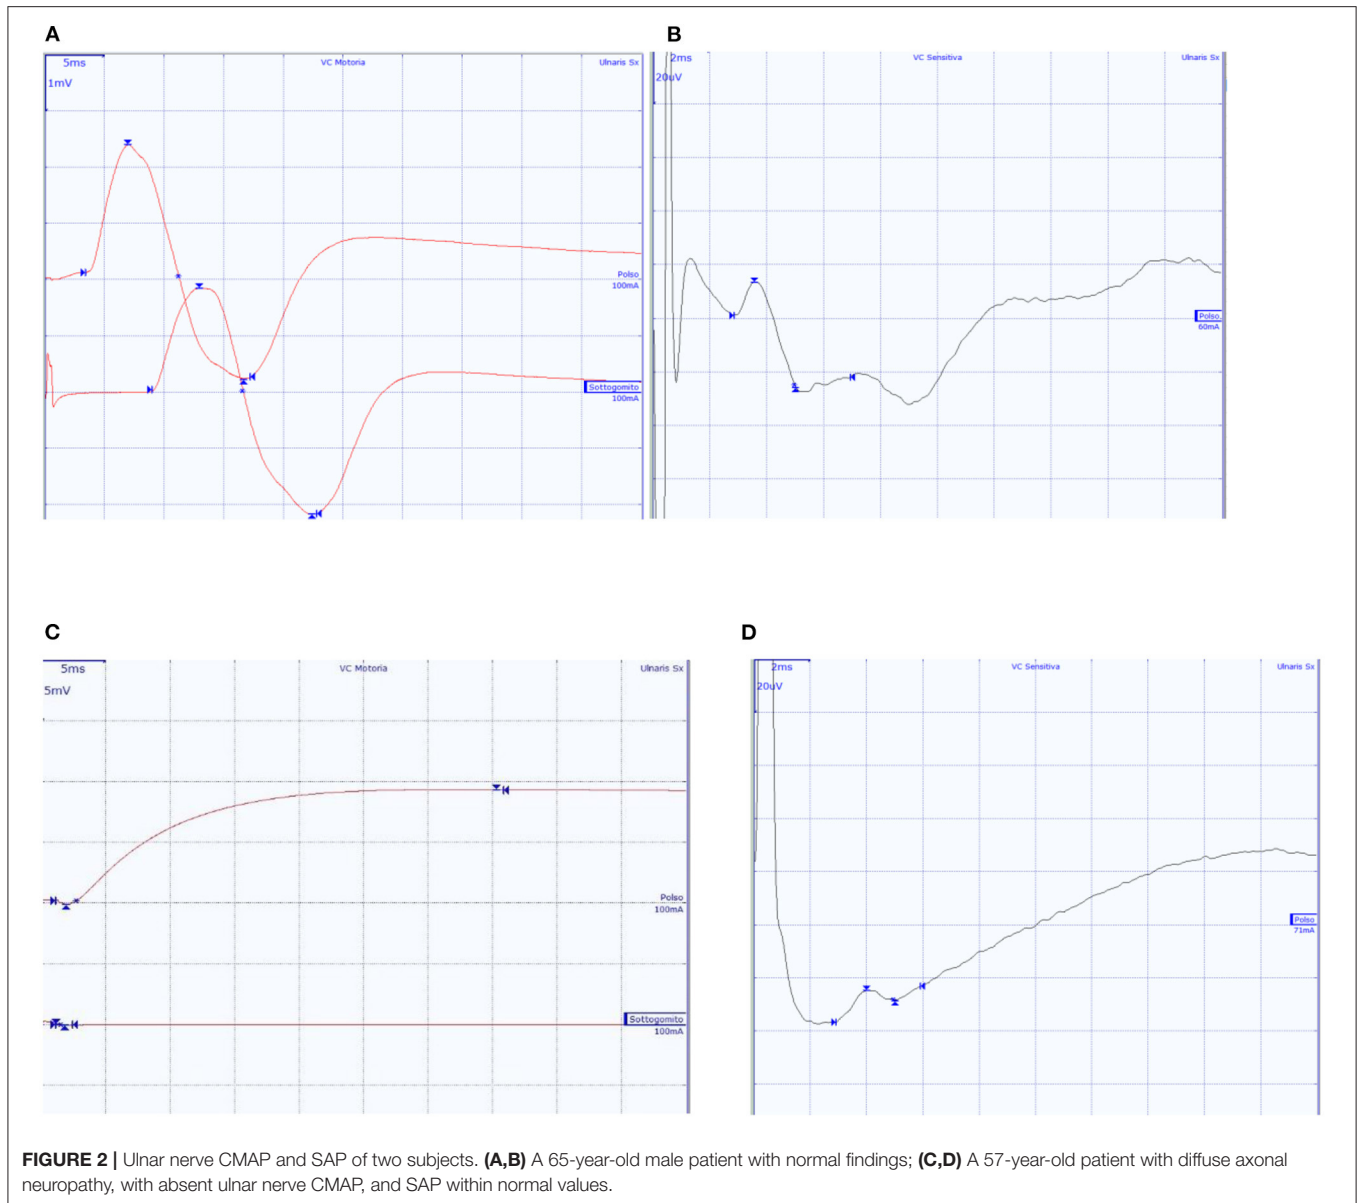 A
B
5ms
VC Motoria
Ulnaris Sx
1mV
Polso
100mA
Sottogomito
100mA
2ms
VC Sensitiva
Ulnaris Sx
20uV
Polso
60mA
C
D
5ms
VC Motoria
Ulnaris Sx
5mV
Polso
100mA
Sottogomito
100mA
2ms
VC Sensitiva
Ulnaris Sx
20uV
Polso
71mA
FIGURE 2 | Ulnar nerve CMAP and SAP of two subjects. (A,B) A 65-year-old male patient with normal findings; (C,D) A 57-year-old patient with diffuse axonal
neuropathy, with absent ulnar nerve CMAP, and SAP within normal values.